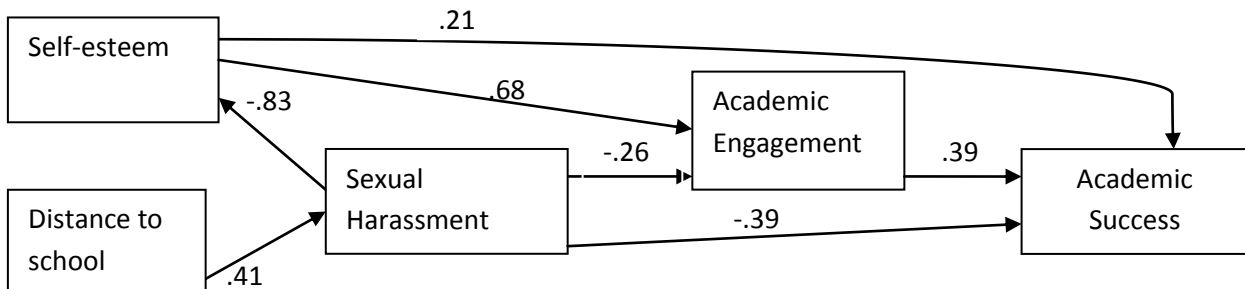 .21
Self-esteem
.68
-.83
Academic
Engagement
-.26
.39
Sexual
Harassment
Academic
Success
Distance to
school
-.39
.41